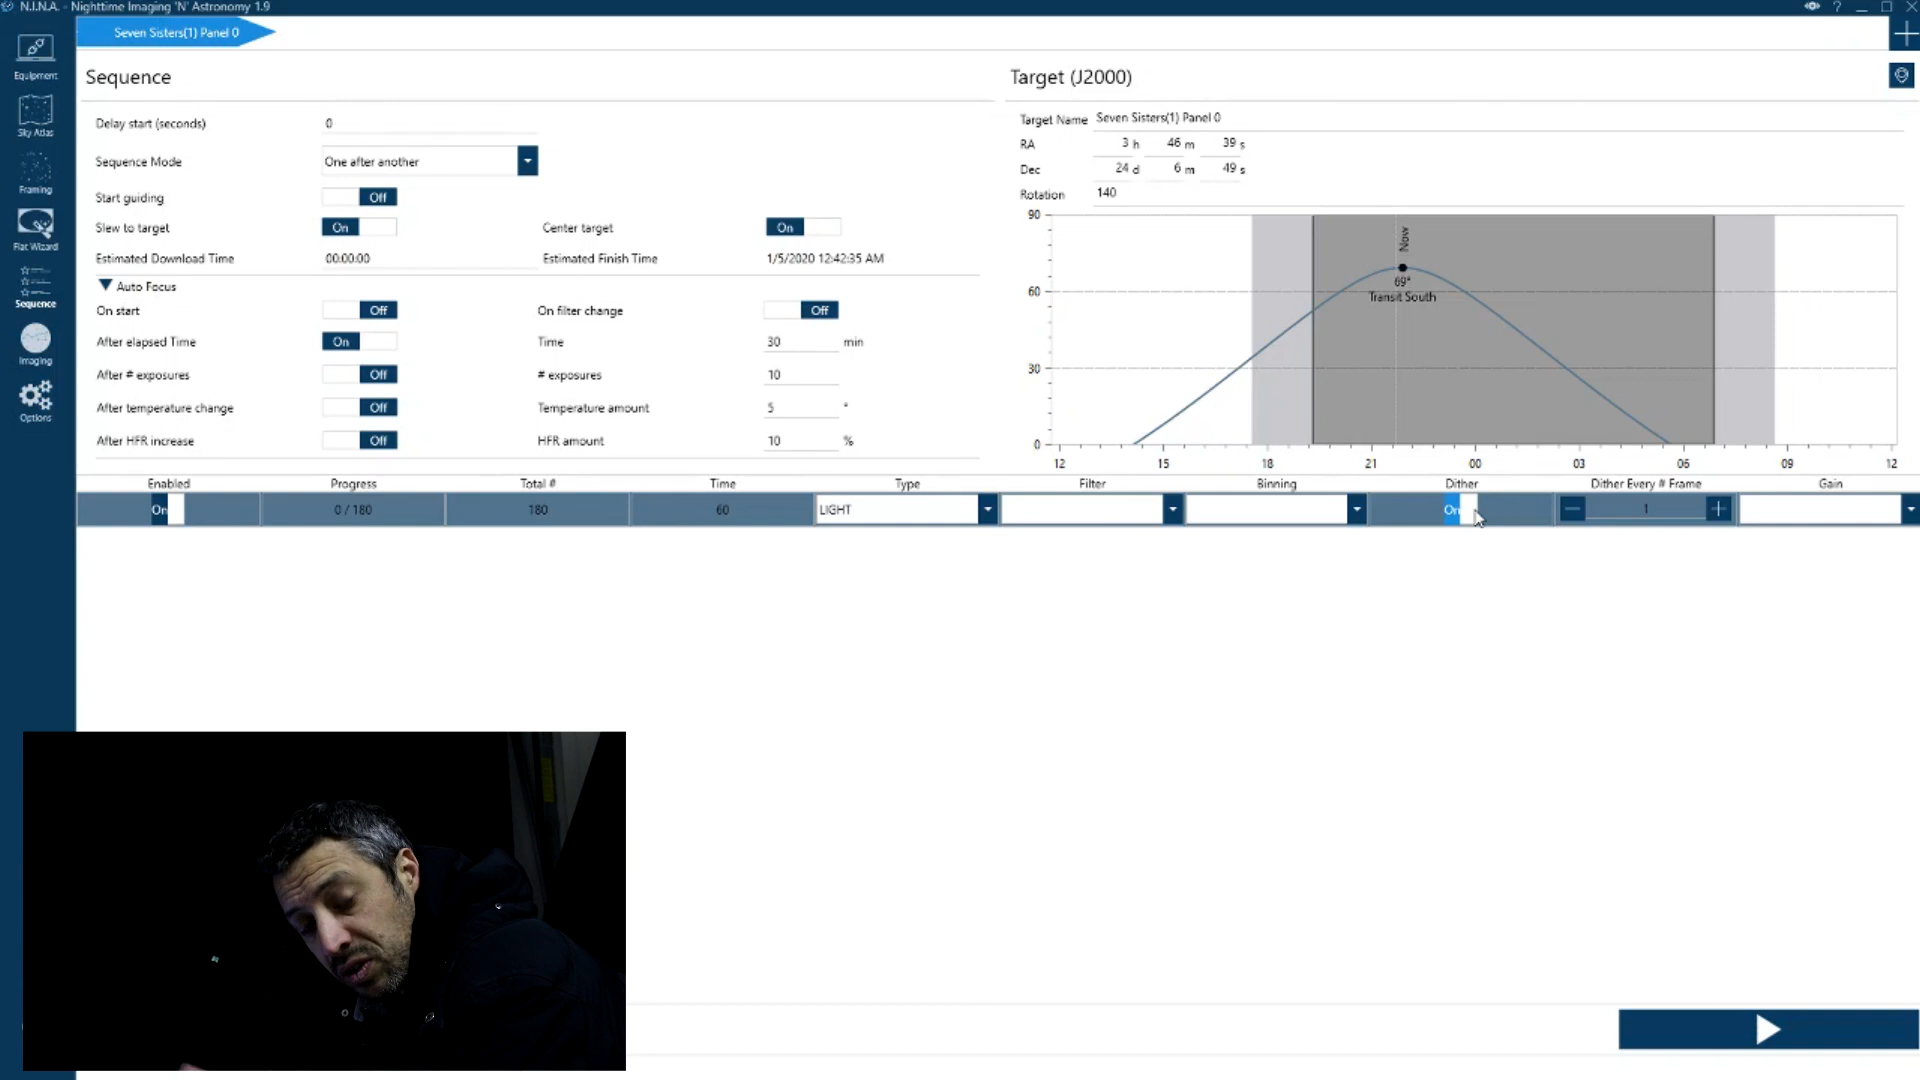 N.I.N.A. - Nighttime Imaging 'N' Astronomy 1.9
?
Seven Sisters(1) Panel 0
Equipment
Sky Atlas
Framing
Flat Wizard
Sequence
Imaging
Options
Sequence
Delay start (seconds) 0
Sequence Mode One after another
Start guiding Off
Slew to target On Center target On
Estimated Download Time 00:00:00 Estimated Finish Time 1/5/2020 12:42:35 AM
Auto Focus
On start Off On filter change Off
After elapsed Time On Time 30 min
After # exposures Off # exposures 10
After temperature change Off Temperature amount 5 °
After HFR increase Off HFR amount 10 %
Target (J2000)
Target Name Seven Sisters(1) Panel 0
RA 3 h 46 m 39 s
Dec 24 d 6 m 49 s
Rotation 140
90
60
30
0
Now
69°
Transit South
12 15 18 21 00 03 06 09 12
Enabled Progress Total # Time Type Filter Binning Dither Dither Every # Frame Gain
On 0 / 180 180 60 LIGHT On 1